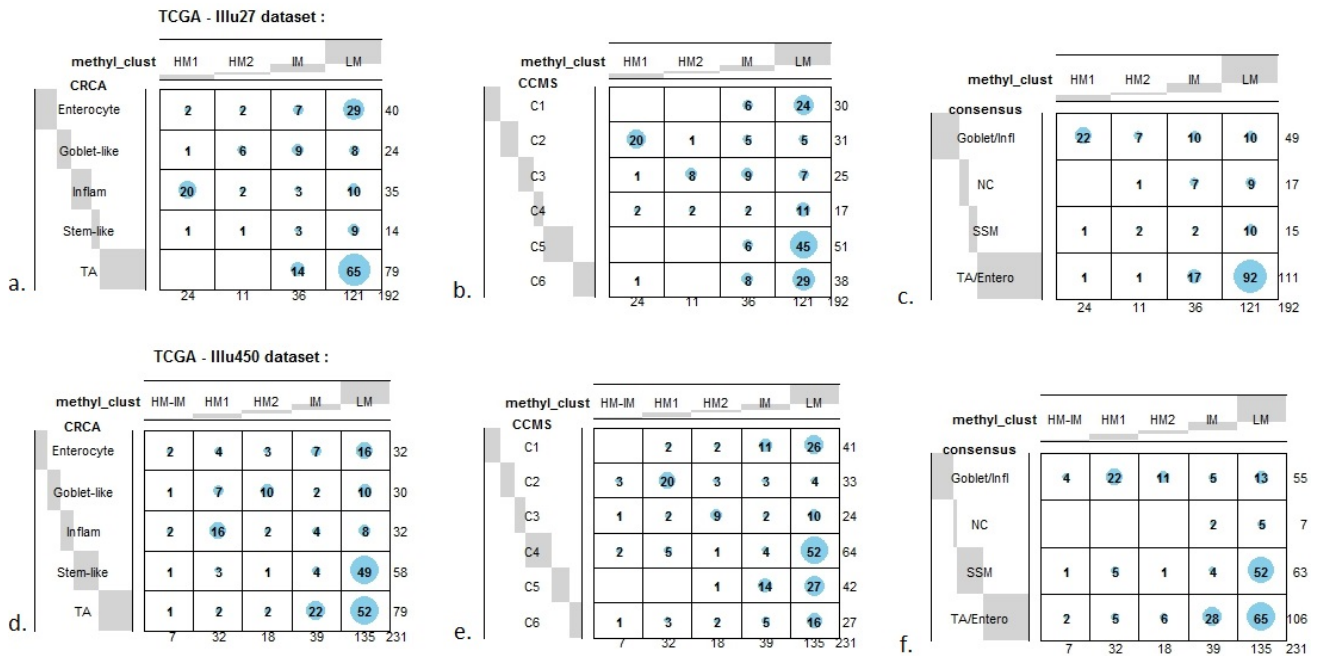 TCGA - Illu27 dataset :
methyl_clust HM1 HM2 IM LM
CRCA
Enterocyte 2 2 7 29 40
Goblet-like 1 6 9 8 24
Inflam 20 2 3 10 35
Stem-like 1 1 3 9 14
TA 14 65 79
24 11 36 121 192
a.
methyl_clust HM1 HM2 IM LM
CCMS
C1 6 24 30
C2 20 1 5 5 31
C3 1 8 9 7 25
C4 2 2 2 11 17
C5 6 45 51
C6 1 8 29 38
24 11 36 121 192
b.
methyl_clust HM1 HM2 IM LM
consensus
Goblet/Infl 22 7 10 10 49
NC 1 7 9 17
SSM 1 2 2 10 15
TA/Entero 1 1 17 92 111
24 11 36 121 192
c.
TCGA - Illu450 dataset :
methyl_clust HM-IM HM1 HM2 IM LM
CRCA
Enterocyte 2 4 3 7 16 32
Goblet-like 1 7 10 2 10 30
Inflam 2 16 2 4 8 32
Stem-like 1 3 1 4 49 58
TA 1 2 2 22 52 79
7 32 18 39 135 231
d.
methyl_clust HM-IM HM1 HM2 IM LM
CCMS
C1 2 2 11 26 41
C2 3 20 3 3 4 33
C3 1 2 9 2 10 24
C4 2 5 1 4 52 64
C5 1 14 27 42
C6 1 3 2 5 16 27
7 32 18 39 135 231
e.
methyl_clust HM-IM HM1 HM2 IM LM
consensus
Goblet/Infl 4 22 11 5 13 55
NC 2 5 7
SSM 1 5 1 4 52 63
TA/Entero 2 5 6 28 65 106
7 32 18 39 135 231
f.